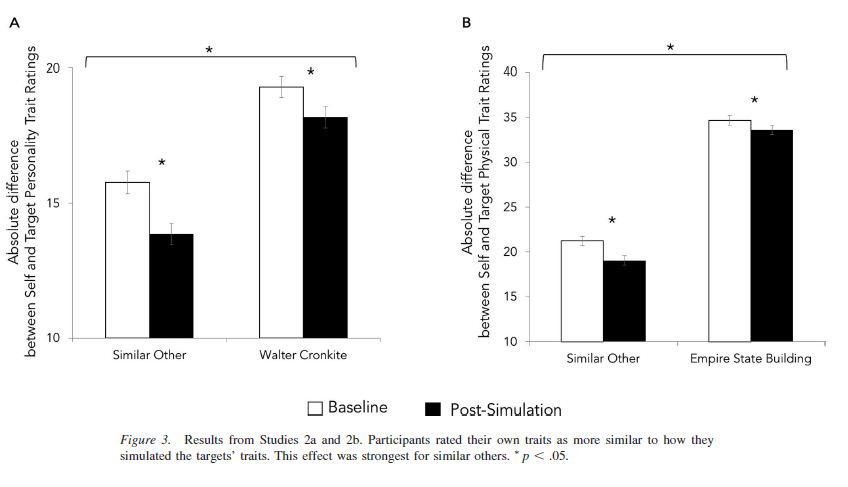 A
Absolute difference
between Self and Target Personality Trait Ratings
20
15
10
*
*
*
Similar Other
Walter Cronkite
B
Absolute difference
between Self and Target Physical Trait Ratings
40
35
30
25
20
15
10
*
*
*
Similar Other
Empire State Building
Baseline
Post-Simulation
Figure 3. Results from Studies 2a and 2b. Participants rated their own traits as more similar to how they
simulated the targets’ traits. This effect was strongest for similar others. * p < .05.